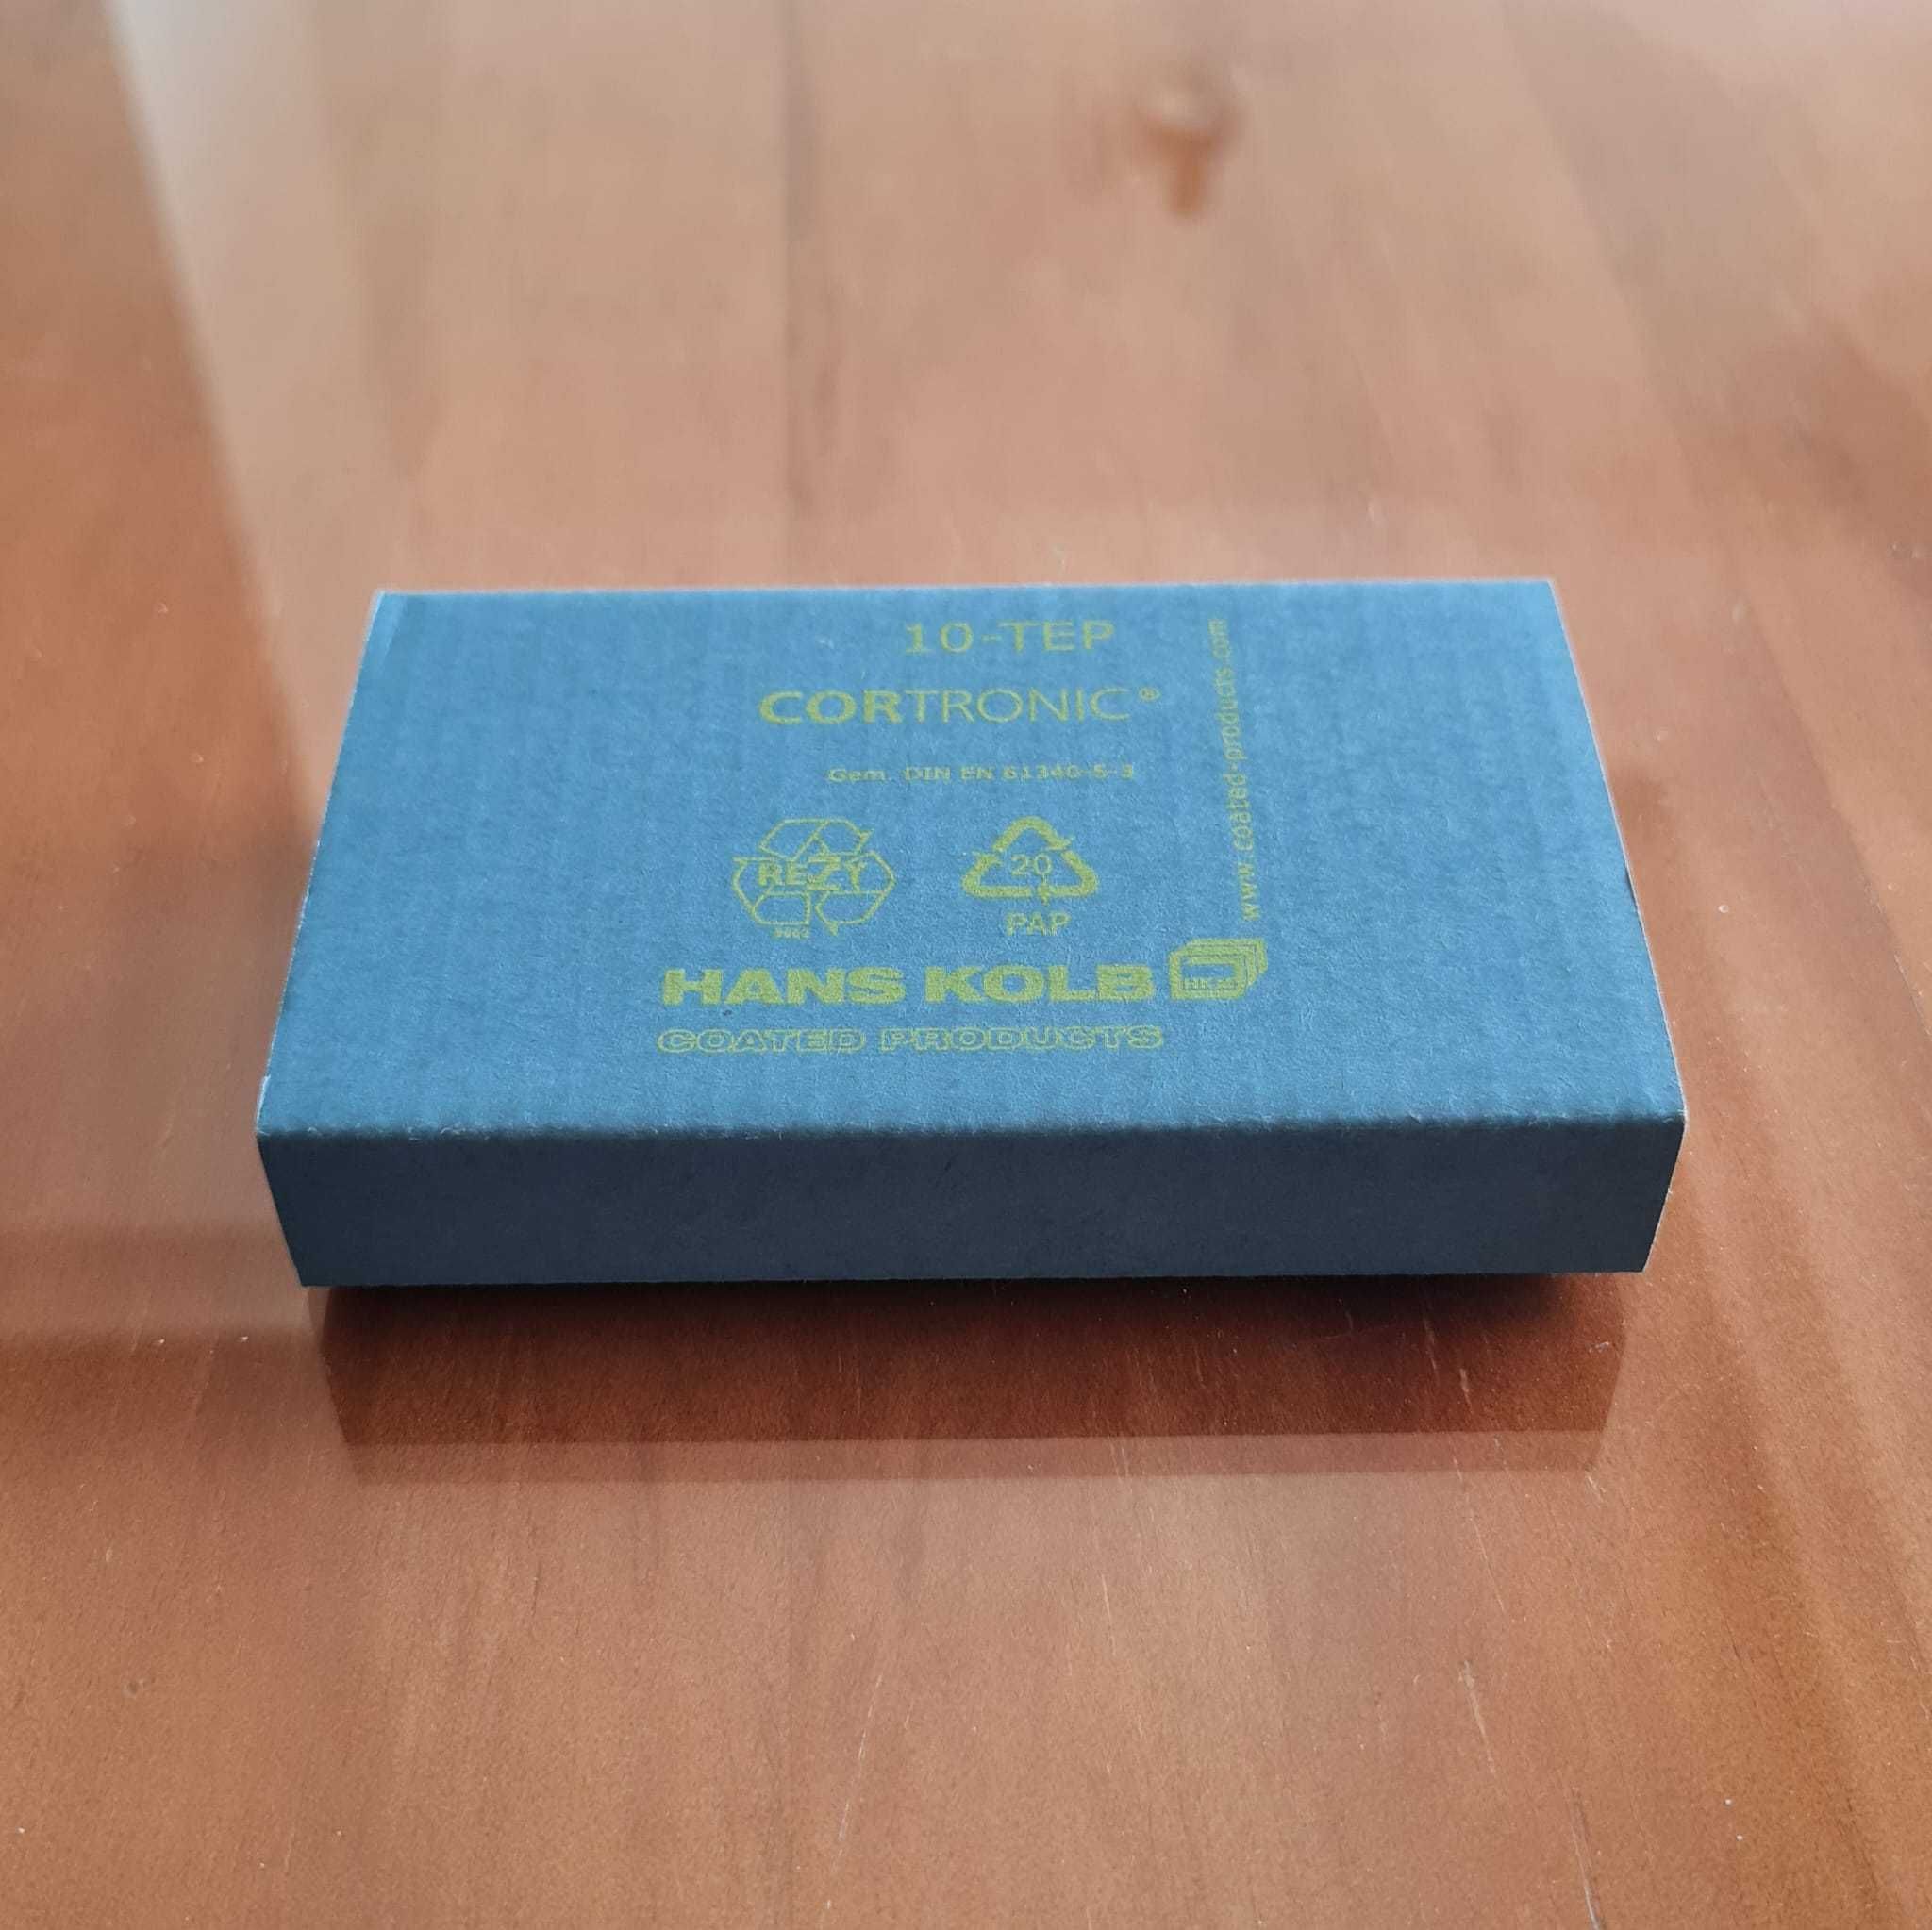 10-TEP
CORTRONIC®
Gem. DIN EN 61340-5-3
REZY
20
PAP
www.coated-products.com
HANS KOLB
COATED PRODUCTS